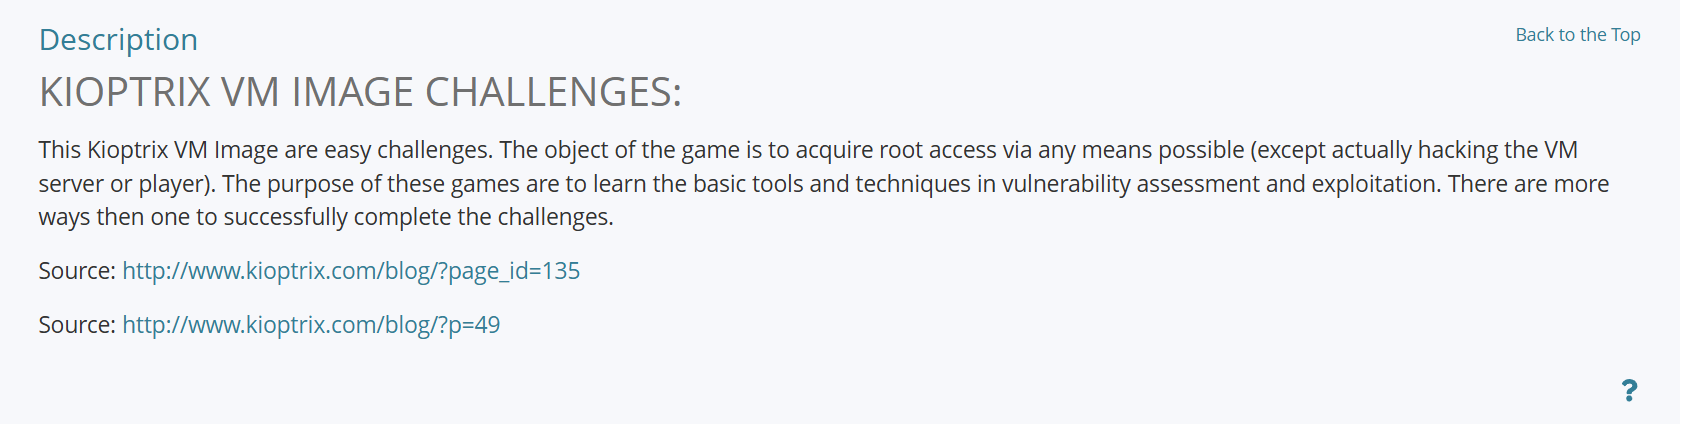 Description
Back to the Top
KIOPTRIX VM IMAGE CHALLENGES:
This Kioptrix VM Image are easy challenges. The object of the game is to acquire root access via any means possible (except actually hacking the VM
server or player). The purpose of these games are to learn the basic tools and techniques in vulnerability assessment and exploitation. There are more
ways then one to successfully complete the challenges.
Source: http://www.kioptrix.com/blog/?page_id=135
Source: http://www.kioptrix.com/blog/?p=49
?